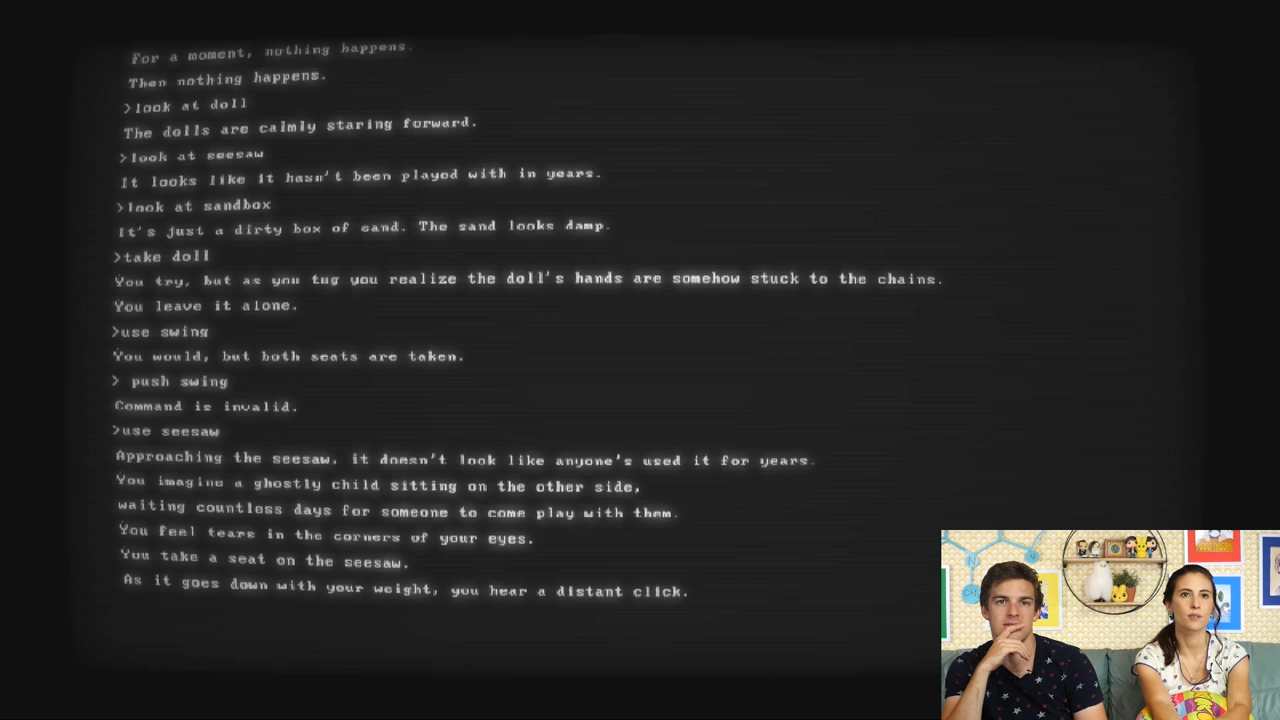 For a moment, nothing happens.
Then nothing happens.
>look at doll
The dolls are calmly staring forward.
>look at seesaw
It looks like it hasn't been played with in years.
>look at sandbox
It's just a dirty box of sand. The sand looks damp.
>take doll
You try, but as you tug you realize the doll's hands are somehow stuck to the chains.
You leave it alone.
>use swing
You would, but both seats are taken.
> push swing
Command is invalid.
>use seesaw
Approaching the seesaw, it doesn't look like anyone's used it for years.
You imagine a ghostly child sitting on the other side,
waiting countless days for someone to come play with them.
You feel tears in the corners of your eyes.
You take a seat on the seesaw.
As it goes down with your weight, you hear a distant click.